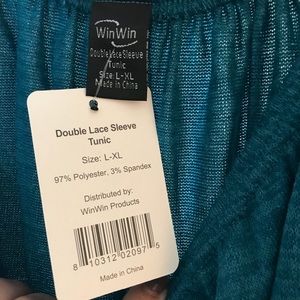 WinWin
Double Lace Sleeve
Tunic
Size: L-XL
Made in China
Double Lace Sleeve
Tunic
Size: L-XL
97% Polyester, 3% Spandex
Distributed by:
WinWin Products
8 10312 02097 5
Made in China